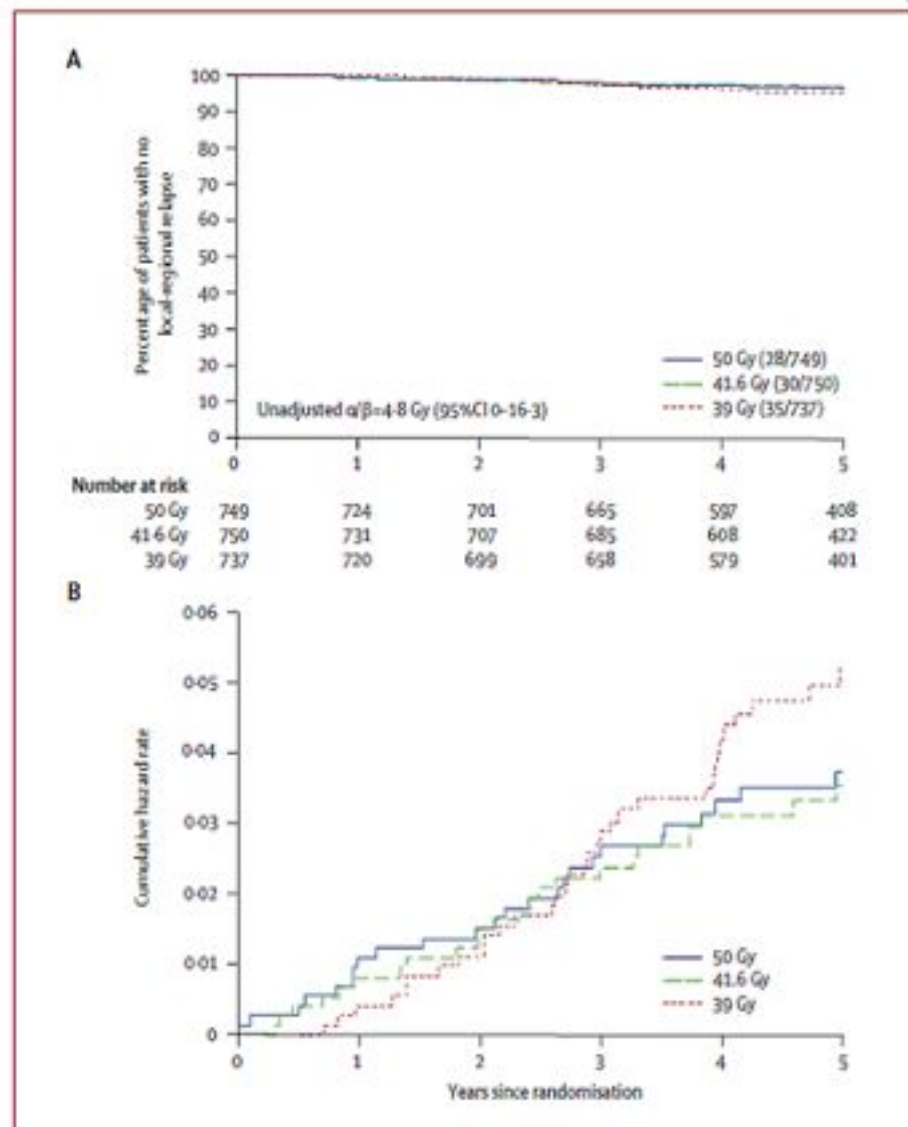 A
Percentage of patients with no
local-regional relapse
100
90
80
70
60
50
40
30
20
10
0
Unadjusted α/β=4·8 Gy (95%CI 0–16·3)
50 Gy (28/749)
41.6 Gy (30/750)
39 Gy (35/737)
0 1 2 3 4 5
Number at risk
50 Gy 749 724 701 665 597 408
41·6 Gy 750 731 707 685 608 422
39 Gy 737 720 699 658 579 401
B
Cumulative hazard rate
0·06
0·05
0·04
0·03
0·02
0·01
0
50 Gy
41.6 Gy
39 Gy
0 1 2 3 4 5
Years since randomisation